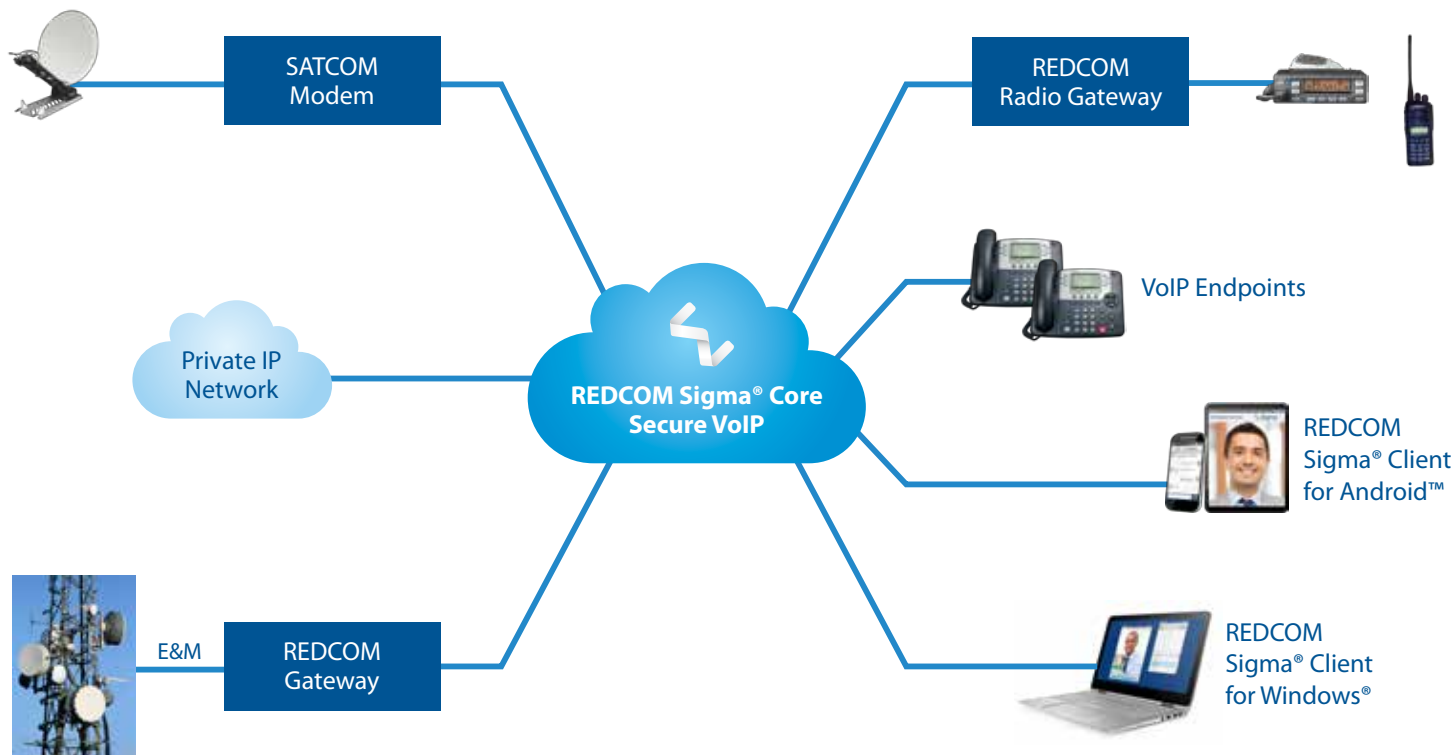 SATCOM
Modem
REDCOM
Radio Gateway
VoIP Endpoints
Private IP
Network
REDCOM Sigma® Core
Secure VoIP
REDCOM
Sigma® Client
for Android™
E&M
REDCOM
Gateway
REDCOM
Sigma® Client
for Windows®